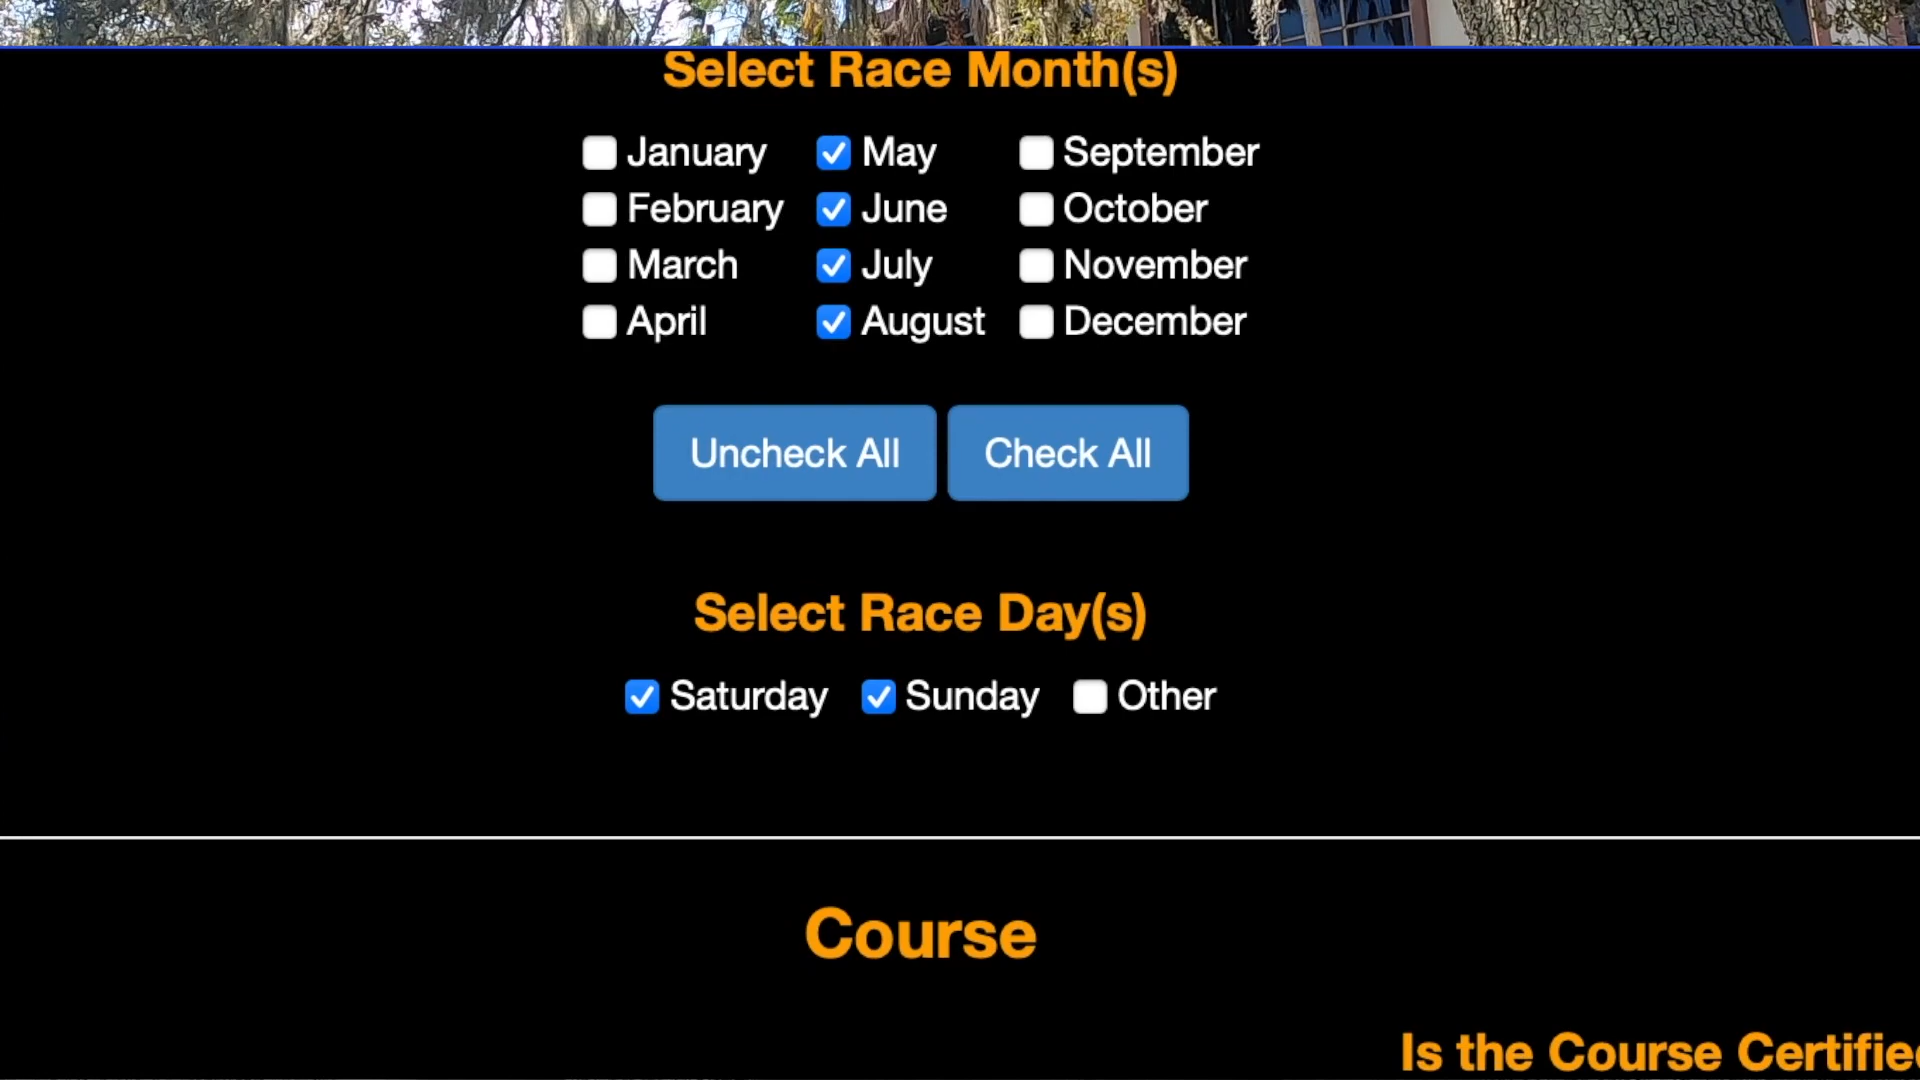 Select Race Month(s)
January May September
February June October
March July November
April August December
Uncheck All Check All
Select Race Day(s)
Saturday Sunday Other
Course
Is the Course